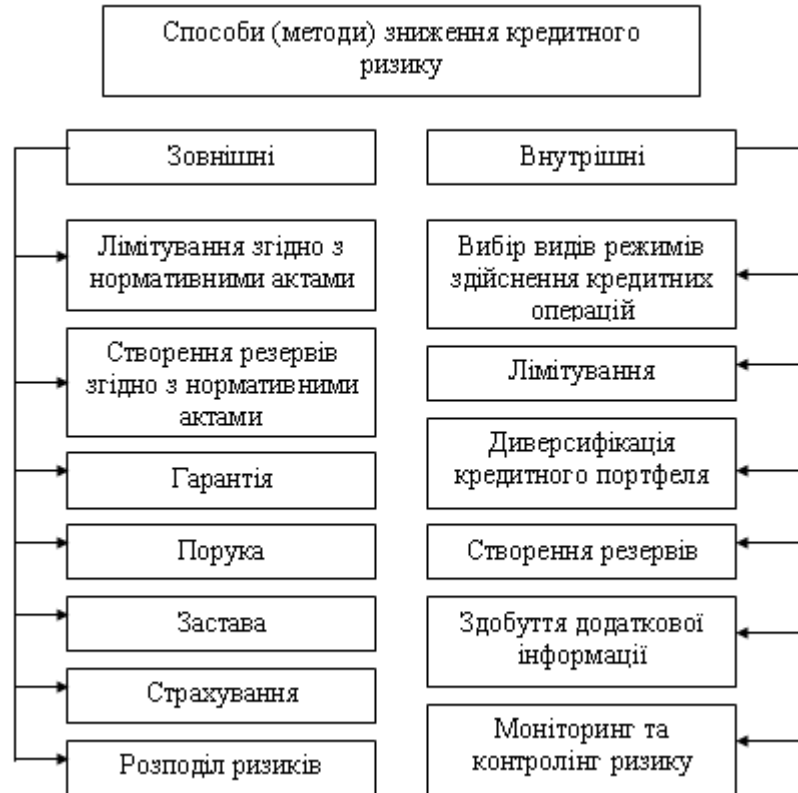 Способи (методи) зниження кредитного
ризику
Зовнішні
Лімітування згідно з
нормативними актами
Створення резервів
згідно з нормативними
актами
Гарантія
Порука
Застава
Страхування
Розподіл ризиків
Внутрішні
Вибір видів режимів
здійснення кредитних
операцій
Лімітування
Диверсифікація
кредитного портфеля
Створення резервів
Здобуття додаткової
інформації
Моніторинг та
контролінг ризику